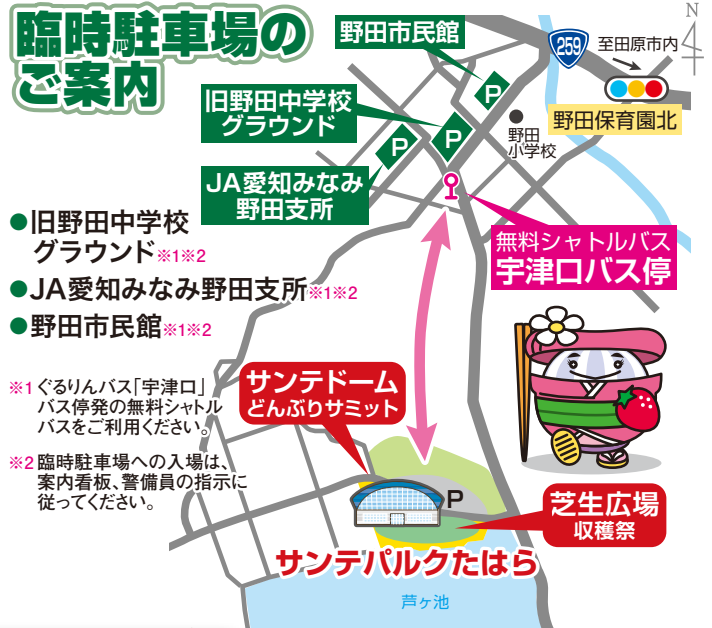 臨時駐車場の
ご案内
野田市民館
P
259
至田原市内
N
野田保育園北
旧野田中学校
グラウンド
P
野田
小学校
P
JA愛知みなみ
野田支所
無料シャトルバス
宇津口バス停
●旧野田中学校
グラウンド※1※2
●JA愛知みなみ野田支所※1※2
●野田市民館※1※2
※1 ぐるりんバス「宇津口」
バス停発の無料シャトル
バスをご利用ください。
※2 臨時駐車場への入場は、
案内看板、警備員の指示に
従ってください。
サンテドーム
どんぶりサミット
P
芝生広場
収穫祭
サンテパルクたはら
芦ヶ池